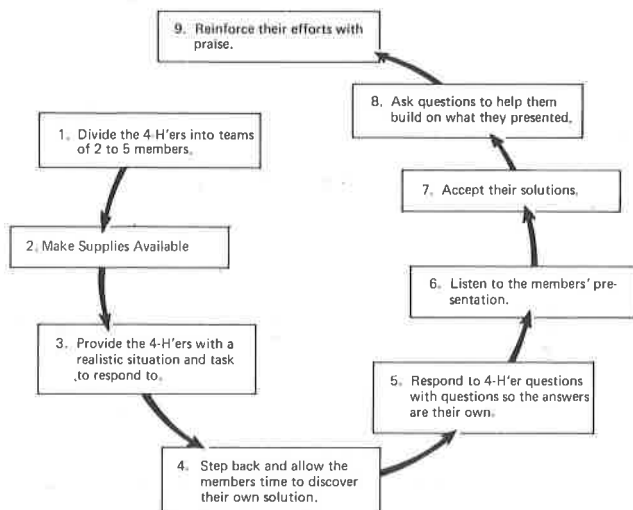 1. Divide the 4-H'ers into teams
of 2 to 5 members.
2. Make Supplies Available
3. Provide the 4-H'ers with a
realistic situation and task
to respond to.
4. Step back and allow the
members time to discover
their own solution.
5. Respond to 4-H'er questions
with questions so the answers
are their own.
6. Listen to the members' pre-
sentation.
7. Accept their solutions.
8. Ask questions to help them
build on what they presented.
9. Reinforce their efforts with
praise.